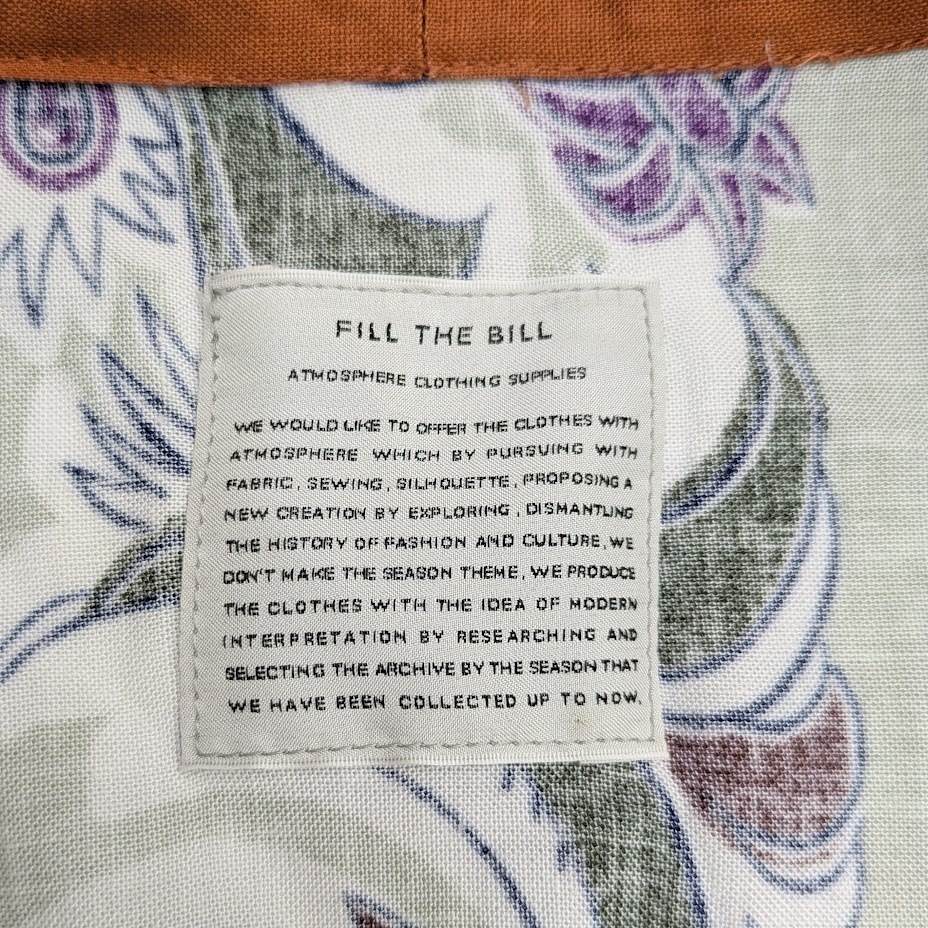 FILL THE BILL
ATMOSPHERE CLOTHING SUPPLIES
WE WOULD LIKE TO OFFER THE CLOTHES WITH
ATMOSPHERE WHICH BY PURSUING WITH
FABRIC, SEWING, SILHOUETTE, PROPOSING A
NEW CREATION BY EXPLORING, DISMANTLING
THE HISTORY OF FASHION AND CULTURE, WE
DON'T MAKE THE SEASON THEME, WE PRODUCE
THE CLOTHES WITH THE IDEA OF MODERN
INTERPRETATION BY RESEARCHING AND
SELECTING THE ARCHIVE BY THE SEASON THAT
WE HAVE BEEN COLLECTED UP TO NOW.